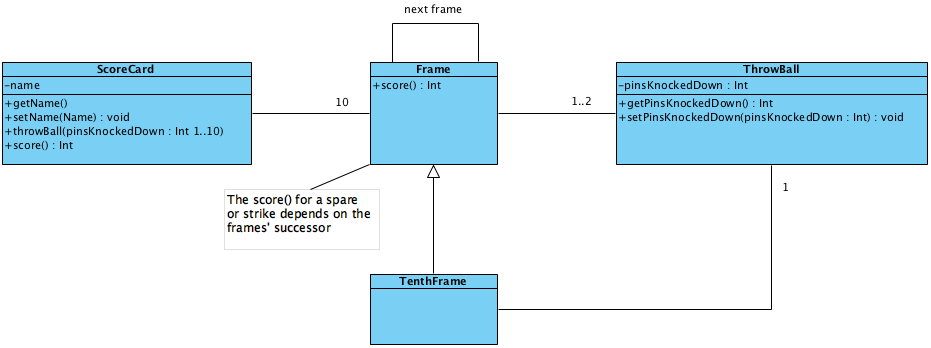 next frame
ScoreCard
-name
+getName()
+setName(Name) : void
+throwBall(pinsKnockedDown : Int 1..10)
+score() : Int
10
Frame
+score() : Int
1..2
ThrowBall
-pinsKnockedDown : Int
+getPinsKnockedDown() : Int
+setPinsKnockedDown(pinsKnockedDown : Int) : void
1
The score() for a spare
or strike depends on the
frames' successor
TenthFrame